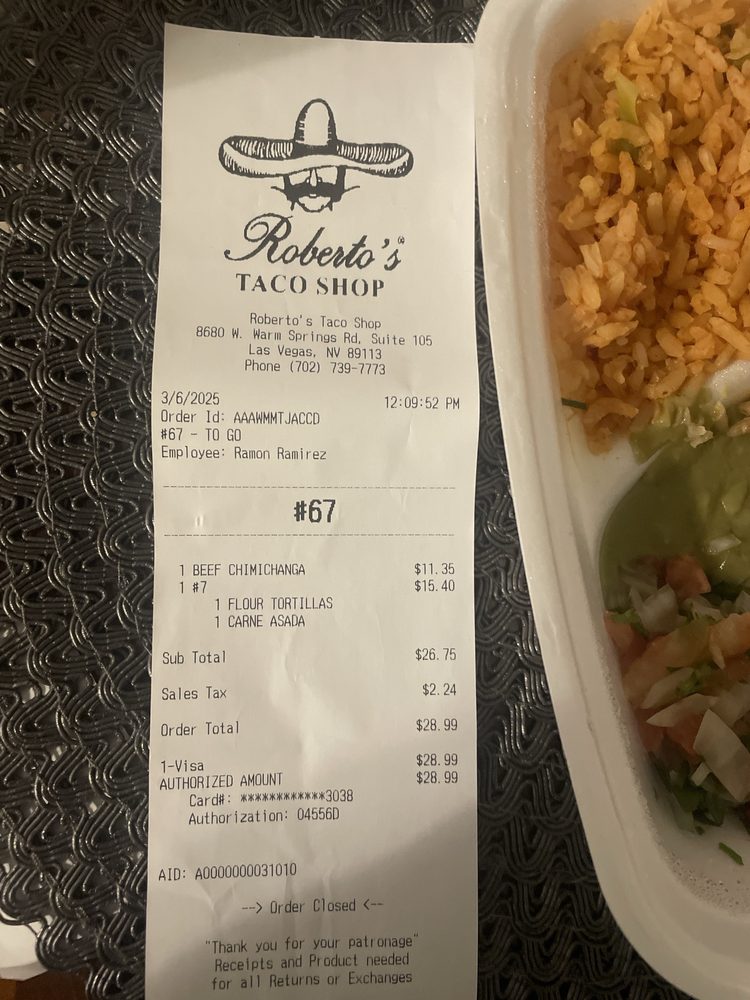 Roberto's®
TACO SHOP
Roberto's Taco Shop
8680 W. Warm Springs Rd, Suite 105
Las Vegas, NV 89113
Phone (702) 739-7773
3/6/2025 12:09:52 PM
Order Id: AAAWMMTJACCD
#67 - TO GO
Employee: Ramon Ramirez
#67
1 BEEF CHIMICHANGA $11.35
1 #7 $15.40
1 FLOUR TORTILLAS
1 CARNE ASADA
Sub Total $26.75
Sales Tax $2.24
Order Total $28.99
1-Visa $28.99
AUTHORIZED AMOUNT $28.99
Card#: ************3038
Authorization: 04556D
AID: A0000000031010
--> Order Closed <--
"Thank you for your patronage"
Receipts and Product needed
for all Returns or Exchanges